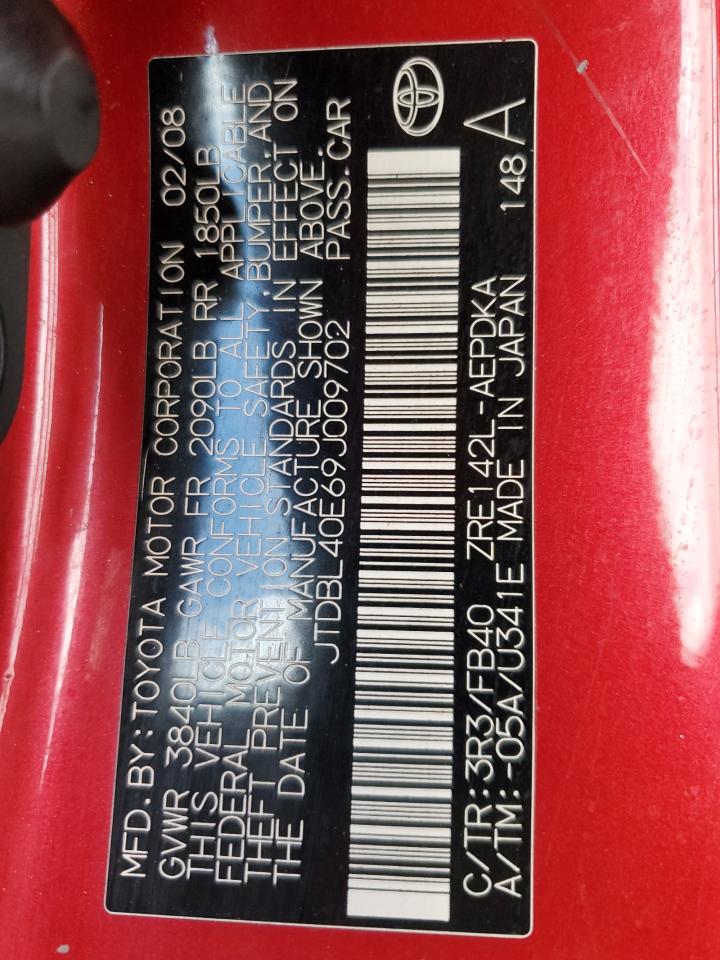 MFD.BY:TOYOTA MOTOR CORPORATION 02/08
GVWR 3840LB GAWR FR 2090LB RR 1850LB
THIS VEHICLE CONFORMS TO ALL APPLICABLE
FEDERAL MOTOR VEHICLE SAFETY,BUMPER,AND
THEFT PREVENTION STANDARDS IN EFFECT ON
THE DATE OF MANUFACTURE SHOWN ABOVE.
JTDBL40E69J009702 PASS.CAR
C/TR:3R3/FB40 ZRE142L-AEPDKA
A/TM:-05A/U341E MADE IN JAPAN 148 A